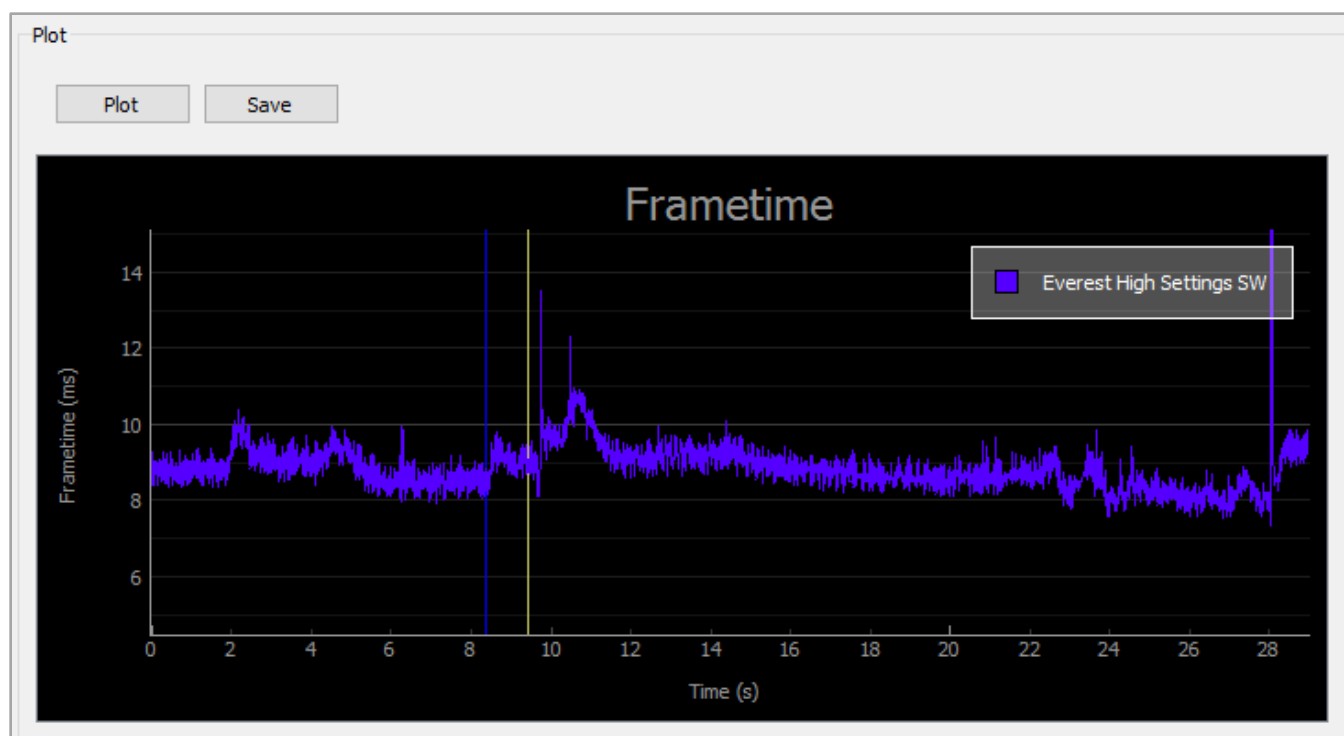 Plot
Plot Save
Frametime
14
12
10
8
6
Frametime (ms)
Everest High Settings SW
0 2 4 6 8 10 12 14 16 18 20 22 24 26 28
Time (s)